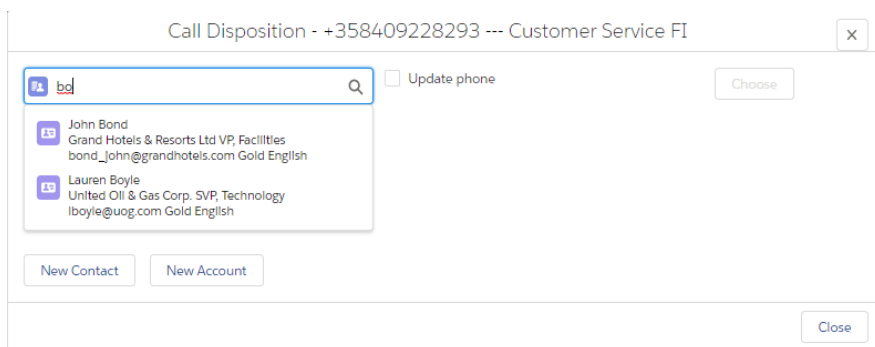 Call Disposition - +358409228293 --- Customer Service FI
bo
Update phone
Choose
John Bond
Grand Hotels & Resorts Ltd VP, Facilities
bond_john@grandhotels.com Gold English
Lauren Boyle
United Oil & Gas Corp. SVP, Technology
lboyle@uog.com Gold English
New Contact
New Account
Close